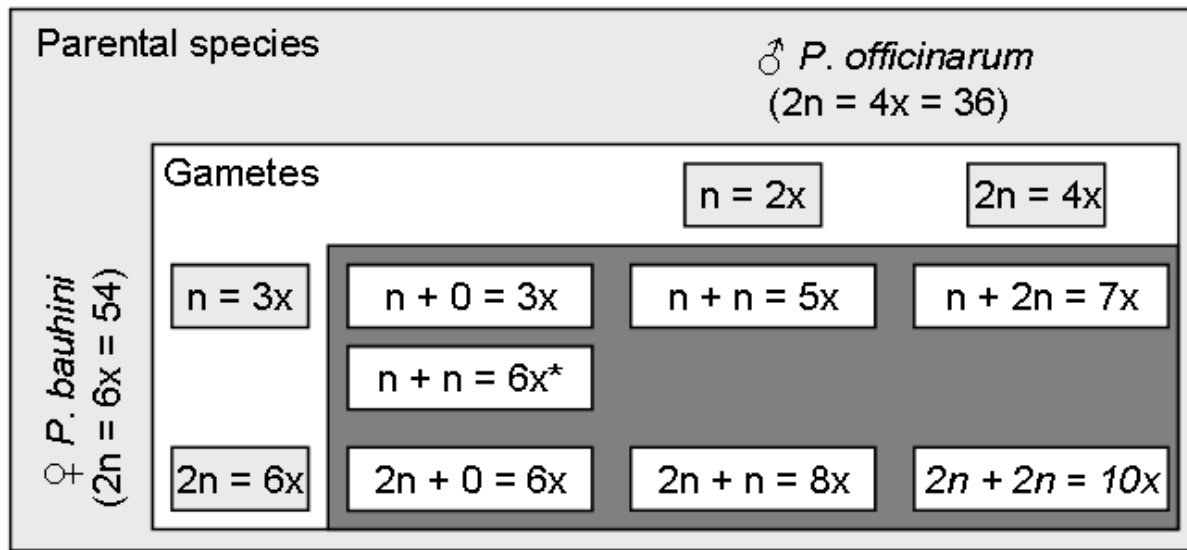 Parental species
♂ P. officinarum
(2n = 4x = 36)
Gametes
n = 2x
2n = 4x
♀ P. bauhini
(2n = 6x = 54)
n = 3x
n + 0 = 3x
n + n = 5x
n + 2n = 7x
n + n = 6x*
2n = 6x
2n + 0 = 6x
2n + n = 8x
2n + 2n = 10x